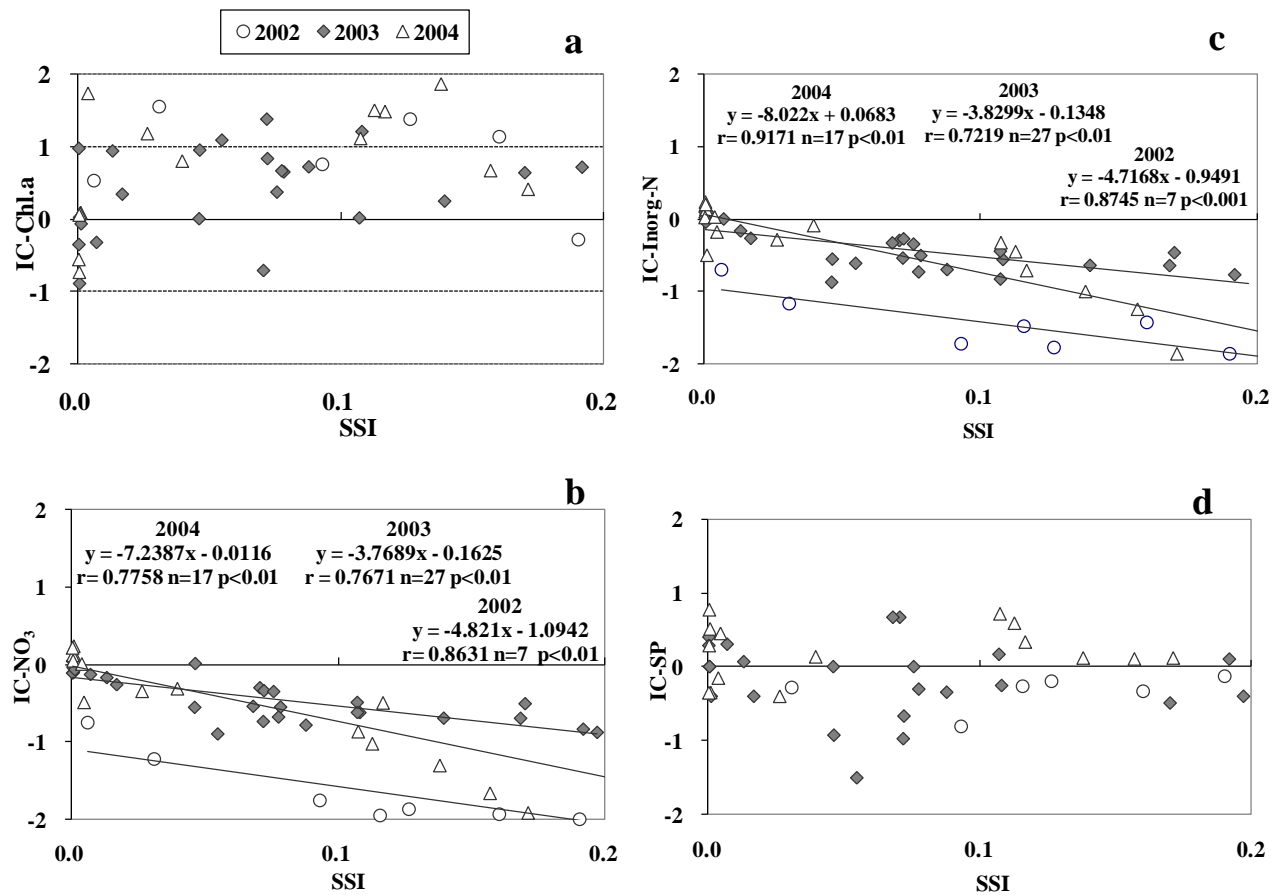 2002 2003 2004
a
IC-Chl.a
2
1
0
-1
-2
0.0 0.1 0.2
SSI
b
IC-NO3
2
1
0
-1
-2
2004
y = -7.2387x - 0.0116
r= 0.7758 n=17 p<0.01
2003
y = -3.7689x - 0.1625
r = 0.7671 n=27 p<0.01
2002
y = -4.821x - 1.0942
r= 0.8631 n=7 p<0.01
0.0 0.1 0.2
SSI
c
IC-Inorg-N
2
1
0
-1
-2
2004
y = -8.022x + 0.0683
r= 0.9171 n=17 p<0.01
2003
y = -3.8299x - 0.1348
r= 0.7219 n=27 p<0.01
2002
y = -4.7168x - 0.9491
r= 0.8745 n=7 p<0.001
0.0 0.1 0.2
SSI
d
IC-SP
2
1
0
-1
-2
0.0 0.1 0.2
SSI